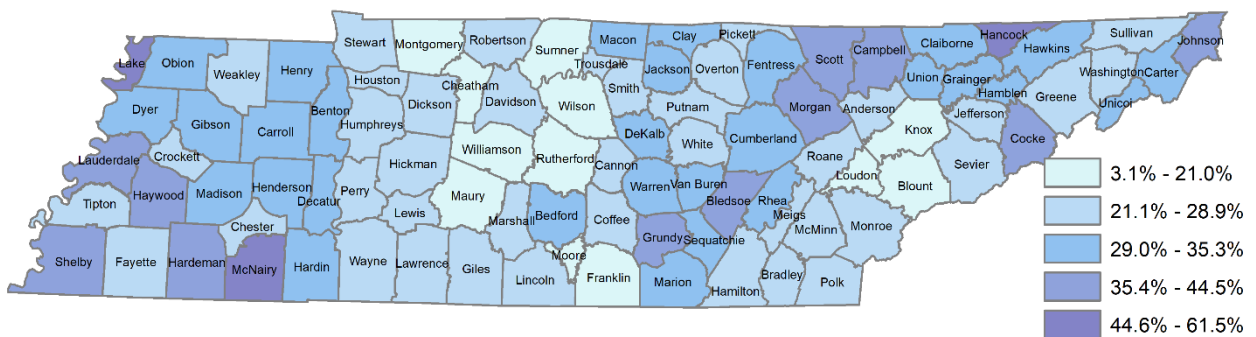 Stewart
Montgomery
Robertson
Sumner
Macon
Clay
Pickett
Scott
Campbell
Claiborne
Hancock
Hawkins
Sullivan
Johnson
Lake
Obion
Weakley
Henry
Houston
Cheatham
Trousdale
Jackson
Overton
Fentress
Union
Grainger
Hamblen
Washington
Carter
Dyer
Gibson
Carroll
Benton
Humphreys
Dickson
Davidson
Wilson
Smith
Putnam
Morgan
Anderson
Knox
Jefferson
Greene
Unicoi
Lauderdale
Crockett
Madison
Henderson
Decatur
Perry
Hickman
Williamson
Rutherford
Cannon
DeKalb
White
Cumberland
Roane
Loudon
Blount
Sevier
Cocke
Tipton
Haywood
Chester
Lewis
Maury
Marshall
Bedford
Coffee
Warren
Van Buren
Bledsoe
Rhea
Meigs
McMinn
Monroe
Shelby
Fayette
Hardeman
McNairy
Hardin
Wayne
Lawrence
Giles
Lincoln
Moore
Franklin
Grundy
Sequatchie
Marion
Hamilton
Bradley
Polk
3.1% - 21.0%
21.1% - 28.9%
29.0% - 35.3%
35.4% - 44.5%
44.6% - 61.5%